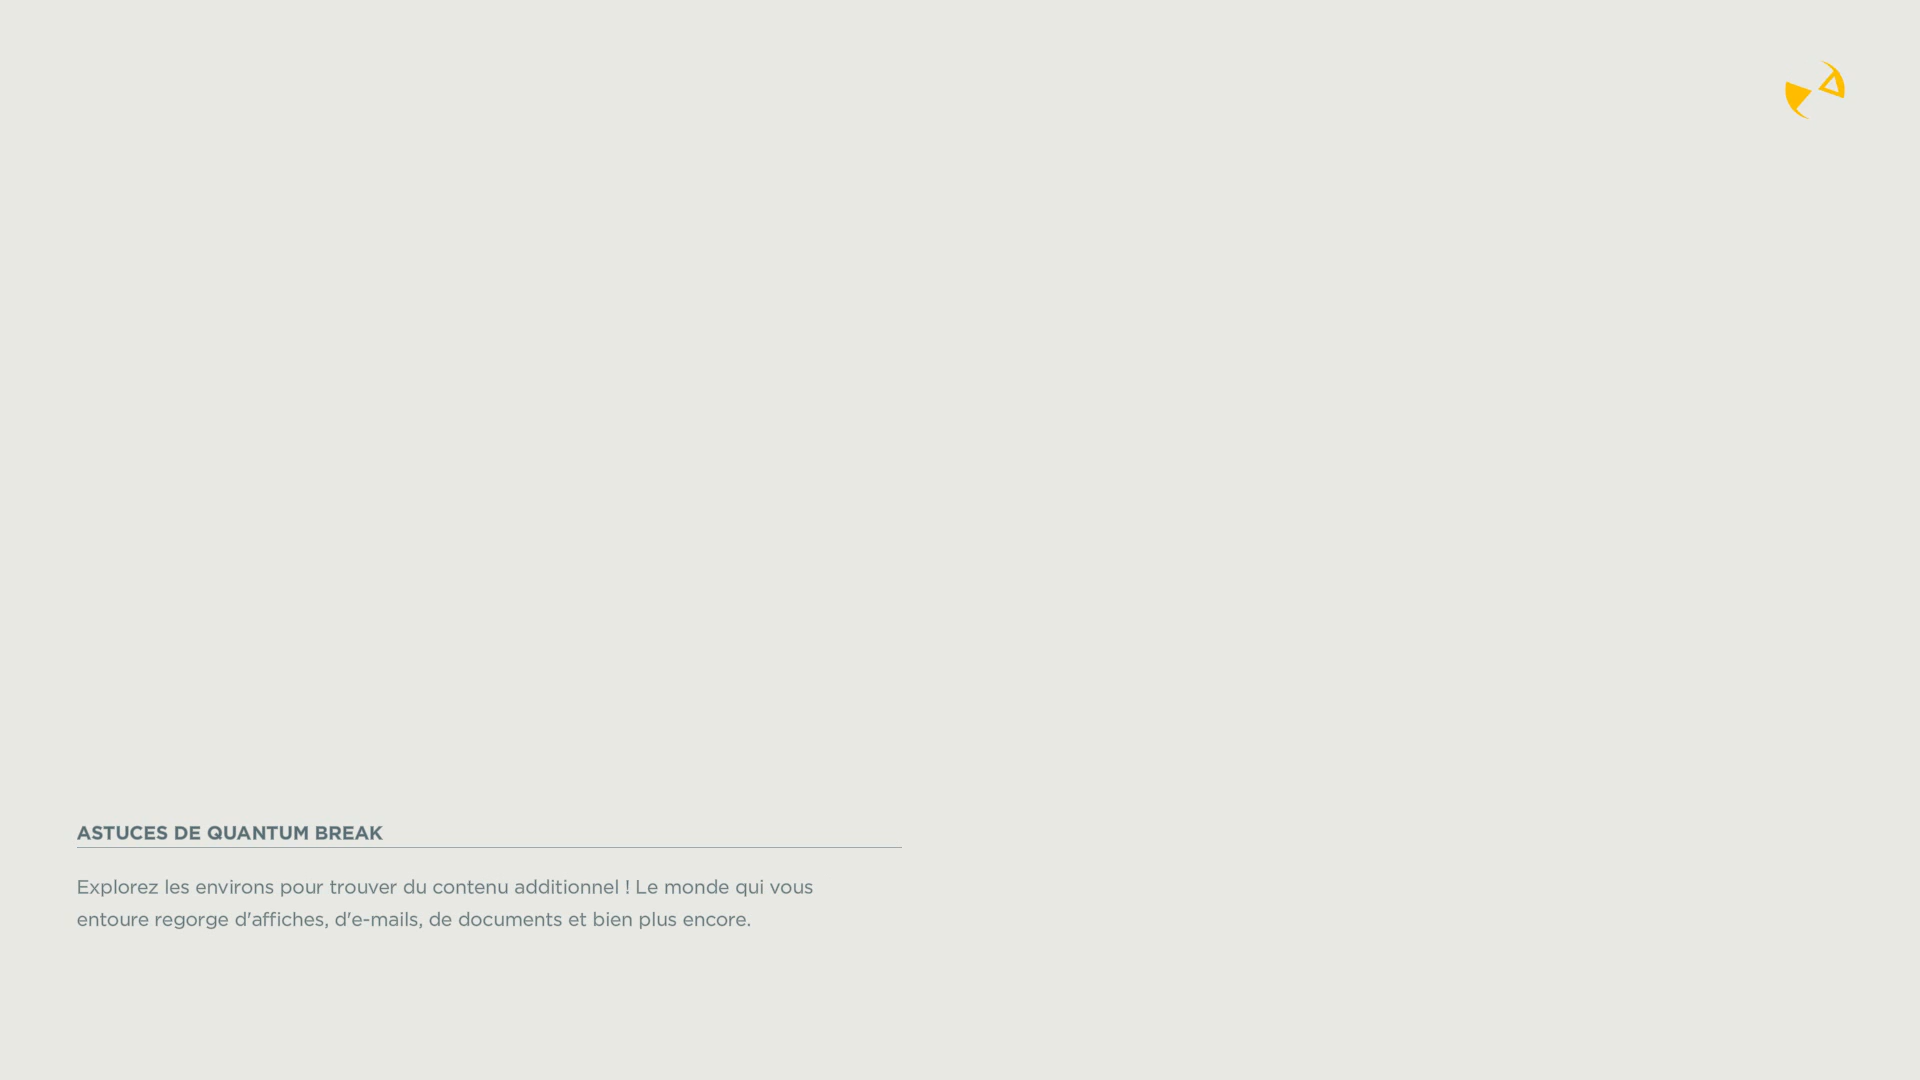 ASTUCES DE QUANTUM BREAK
Explorez les environs pour trouver du contenu additionnel ! Le monde qui vous
entoure regorge d'affiches, d'e-mails, de documents et bien plus encore.